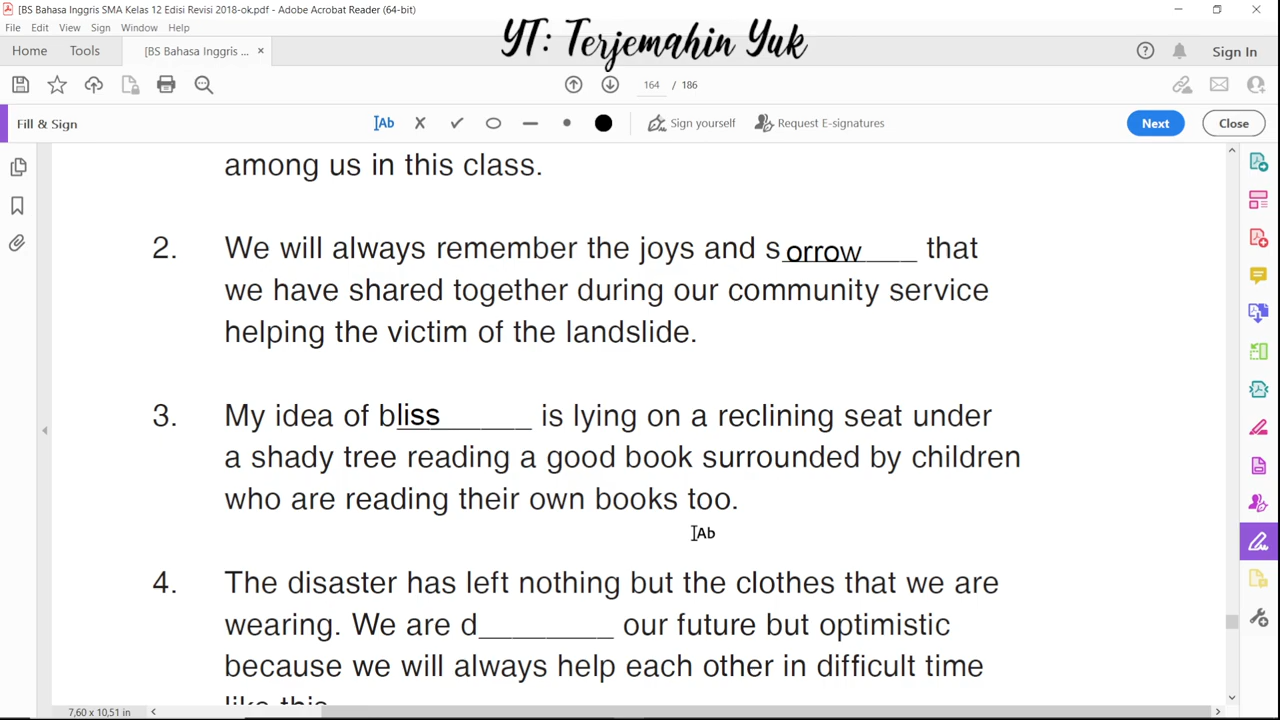 [BS Bahasa Inggris SMA Kelas 12 Edisi Revisi 2018-ok.pdf - Adobe Acrobat Reader (64-bit)
YT: Terjemahin Yuk
File Edit View Sign Window Help
Home Tools [BS Bahasa Inggris ... × Sign In
164 / 186
Fill & Sign Ab Sign yourself Request E-signatures Next Close
among us in this class.
2. We will always remember the joys and s_orrow___ that
we have shared together during our community service
helping the victim of the landslide.
3. My idea of bliss______ is lying on a reclining seat under
a shady tree reading a good book surrounded by children
who are reading their own books too.
Ab
4. The disaster has left nothing but the clothes that we are
wearing. We are d________ our future but optimistic
because we will always help each other in difficult time
like this
7,60 x 10,51 in